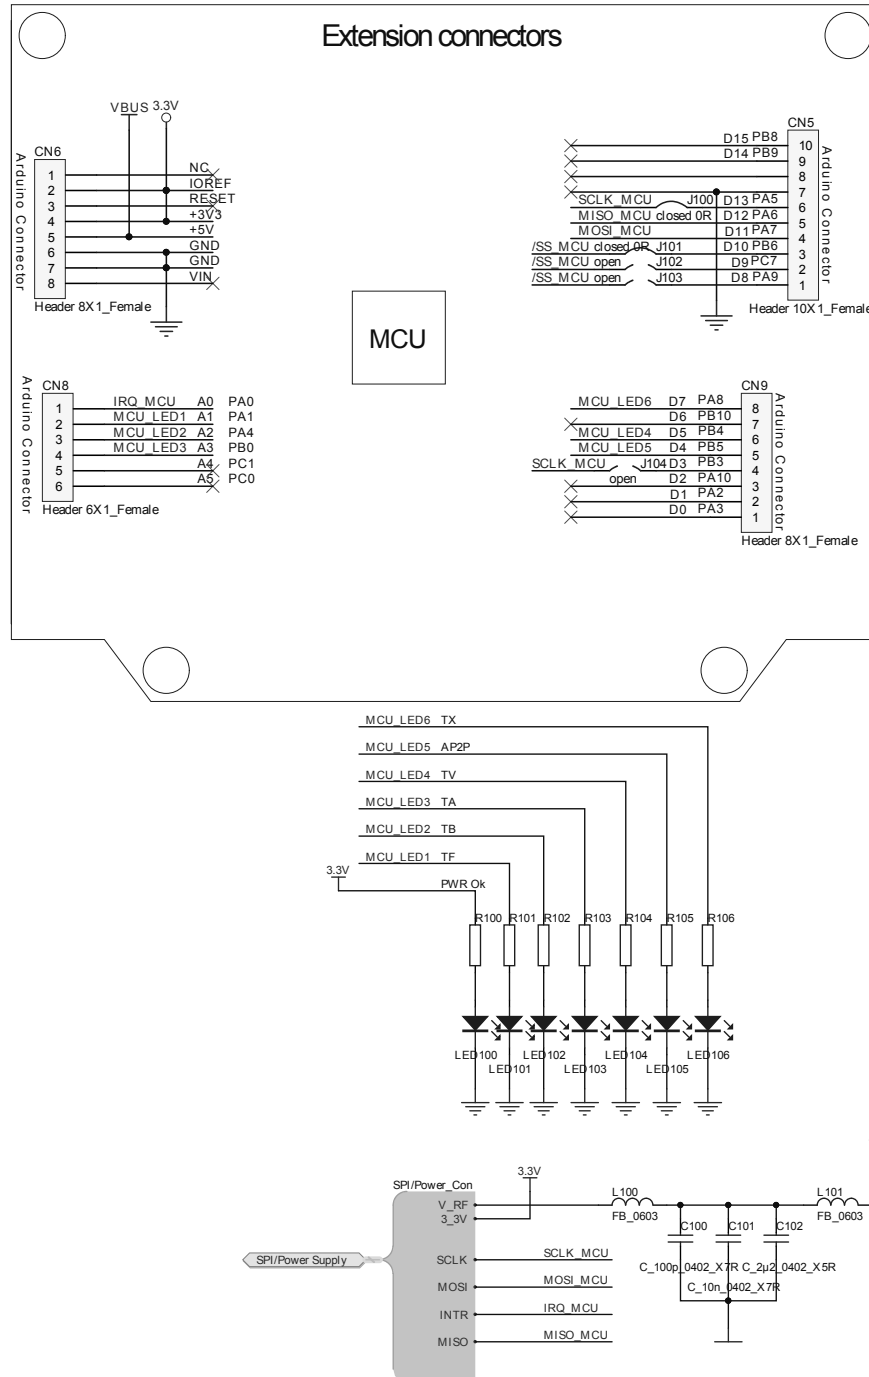 Extension connectors
VBUS 3.3V
CN6
Arduino Connector
1 NC
2 IOREF
3 RESET
4 +3V3
5 +5V
6 GND
7 GND
8 VIN
Header 8X1_Female
CN5
Arduino Connector
D15 PB8 10
D14 PB9 9
8
7
SCLK_MCU J100 D13 PA5 6
MISO_MCU closed 0R D12 PA6 5
MOSI_MCU D11 PA7 4
/SS_MCU closed 0R J101 D10 PB6 3
/SS_MCU open J102 D9 PC7 2
/SS_MCU open J103 D8 PA9 1
Header 10X1_Female
MCU
CN8
Arduino Connector
1 IRQ_MCU A0 PA0
2 MCU_LED1 A1 PA1
3 MCU_LED2 A2 PA4
4 MCU_LED3 A3 PB0
5 A4 PC1
6 A5 PC0
Header 6X1_Female
CN9
Arduino Connector
MCU_LED6 D7 PA8 8
D6 PB10 7
MCU_LED4 D5 PB4 6
MCU_LED5 D4 PB5 5
SCLK_MCU J104 D3 PB3 4
open D2 PA10 3
D1 PA2 2
D0 PA3 1
Header 8X1_Female
MCU_LED6 TX
MCU_LED5 AP2P
MCU_LED4 TV
MCU_LED3 TA
MCU_LED2 TB
MCU_LED1 TF
3.3V
PWR Ok
R100 R101 R102 R103 R104 R105 R106
LED100 LED102 LED104 LED106
LED101 LED103 LED105
3.3V
SPI/Power_Con
V_RF
3_3V
L100
FB_0603
L101
FB_0603
C100 C101 C102
C_100p_0402_X7R C_2µ2_0402_X5R
C_10n_0402_X7R
SPI/Power Supply
SCLK SCLK_MCU
MOSI MOSI_MCU
INTR IRQ_MCU
MISO MISO_MCU